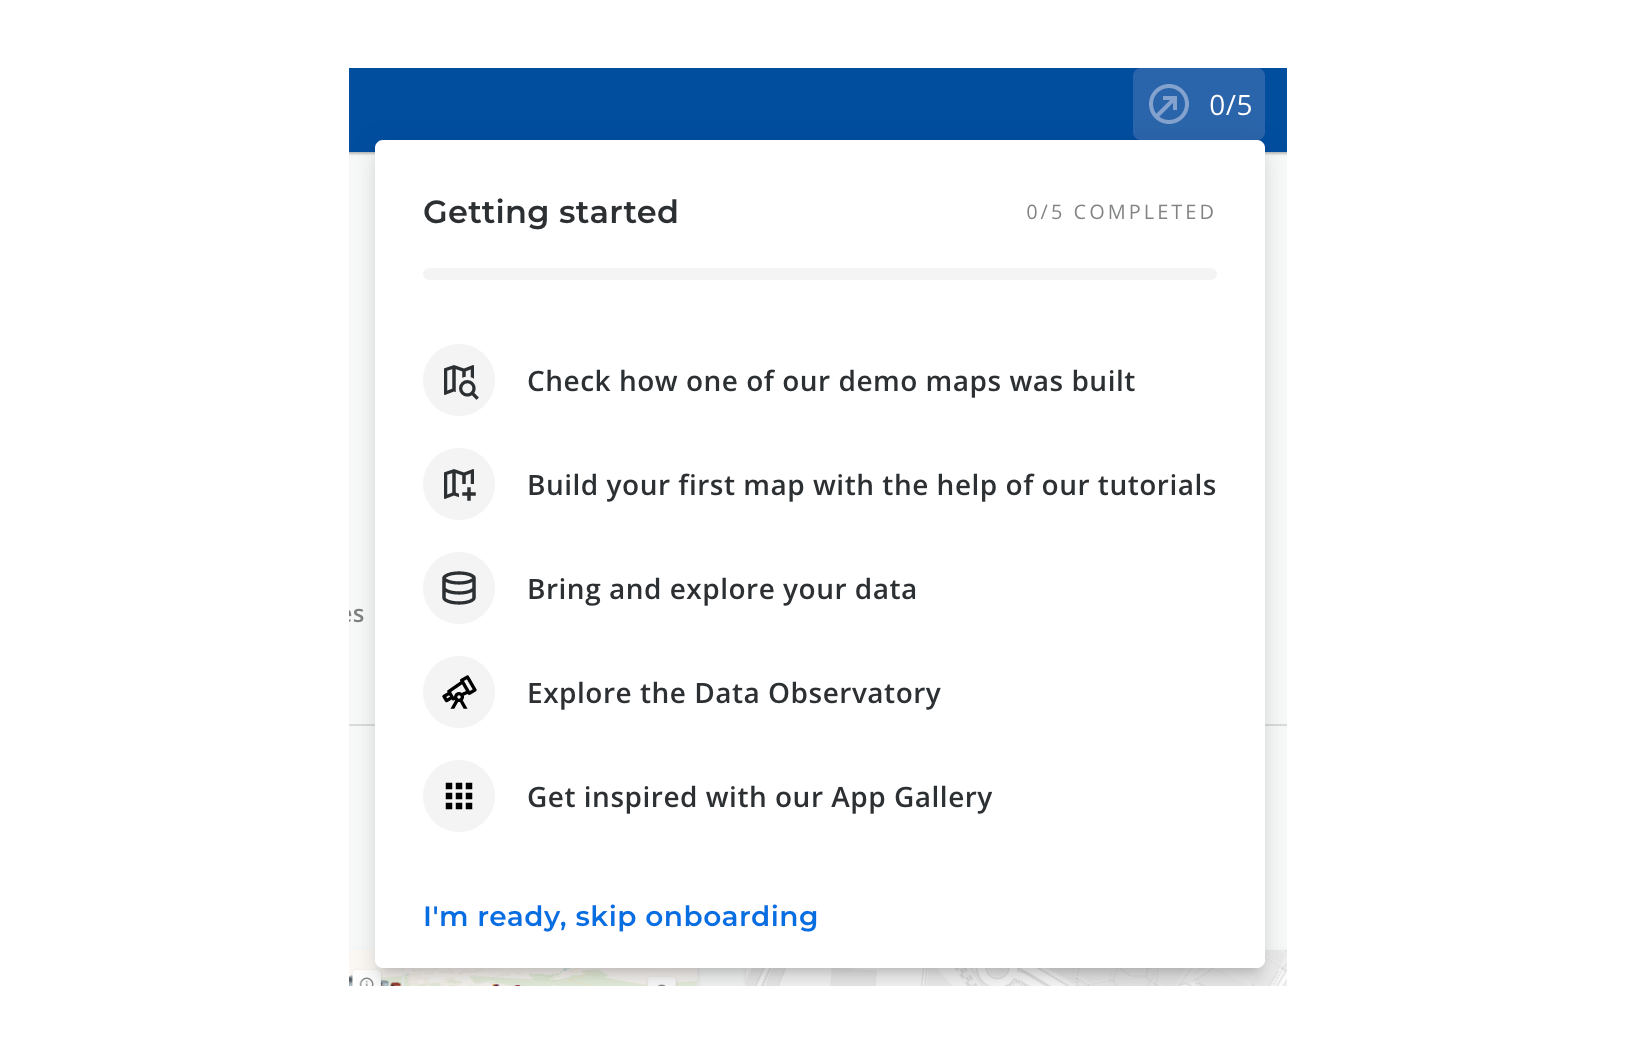 0/5
Getting started
0/5 COMPLETED
Check how one of our demo maps was built
Build your first map with the help of our tutorials
Bring and explore your data
es
Explore the Data Observatory
Get inspired with our App Gallery
I'm ready, skip onboarding